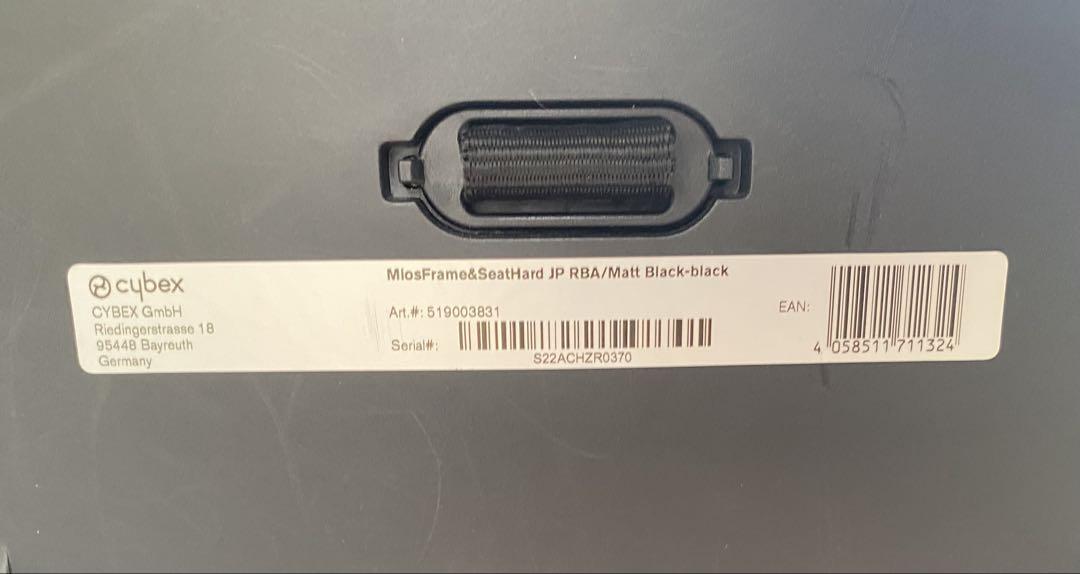 cybex
CYBEX GmbH
Riedingerstrasse 18
95448 Bayreuth
Germany
MiosFrame&SeatHard JP RBA/Matt Black-black
Art.#: 519003831
Serial#:
S22ACHZR0370
EAN:
4 058511 711324